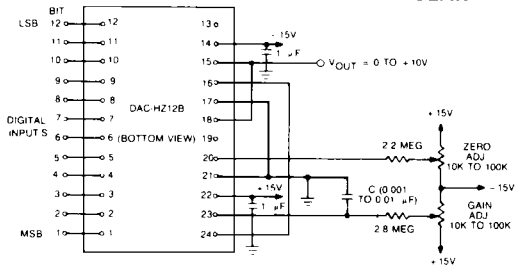 BIT
LSB 12 12
11 11
10 10
9 9
8 8
DIGITAL 7 7
INPUTS 6 6
5 5
4 4
3 3
2 2
MSB 1 1
DAC-HZ12B
(BOTTOM VIEW)
13
14
15
16
17
18
19
20
21
22
23
24
- 15V
1 μF
VOUT = 0 TO +10V
+ 15V
2.2 MEG
ZERO
ADJ
10K TO 100K
- 15V
+ 15V
1 μF
C (0.001
TO 0.01 μF)
2.8 MEG
GAIN
ADJ
10K TO 100K
+ 15V